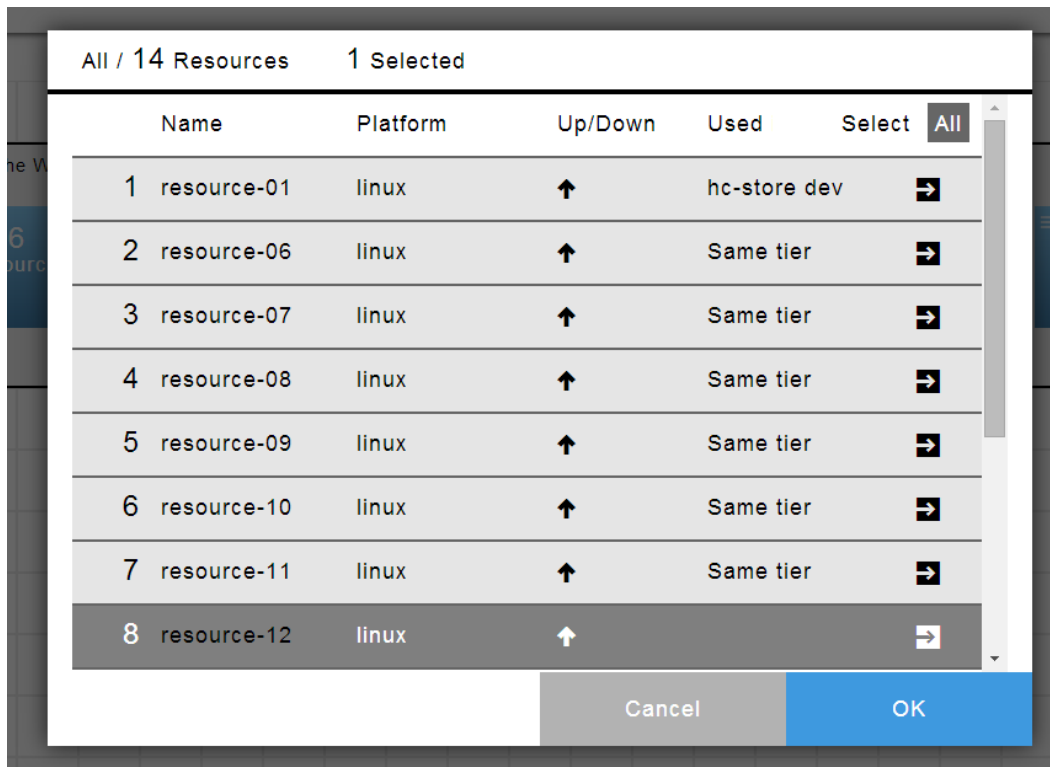 All / 14 Resources 1 Selected
Name Platform Up/Down Used Select All
1 resource-01 linux hc-store dev
2 resource-06 linux Same tier
3 resource-07 linux Same tier
4 resource-08 linux Same tier
5 resource-09 linux Same tier
6 resource-10 linux Same tier
7 resource-11 linux Same tier
8 resource-12 linux
Cancel OK
6